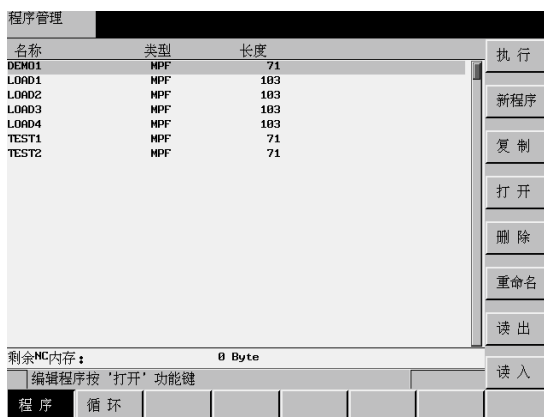 程序管理
名称 类型 长度
DEMO1 MPF 71
LOAD1 MPF 103
LOAD2 MPF 103
LOAD3 MPF 103
LOAD4 MPF 103
TEST1 MPF 71
TEST2 MPF 71
执行
新程序
复制
打开
删除
重命名
读出
读入
剩余NC内存： 0 Byte
编辑程序按‘打开’功能键
程序 循环